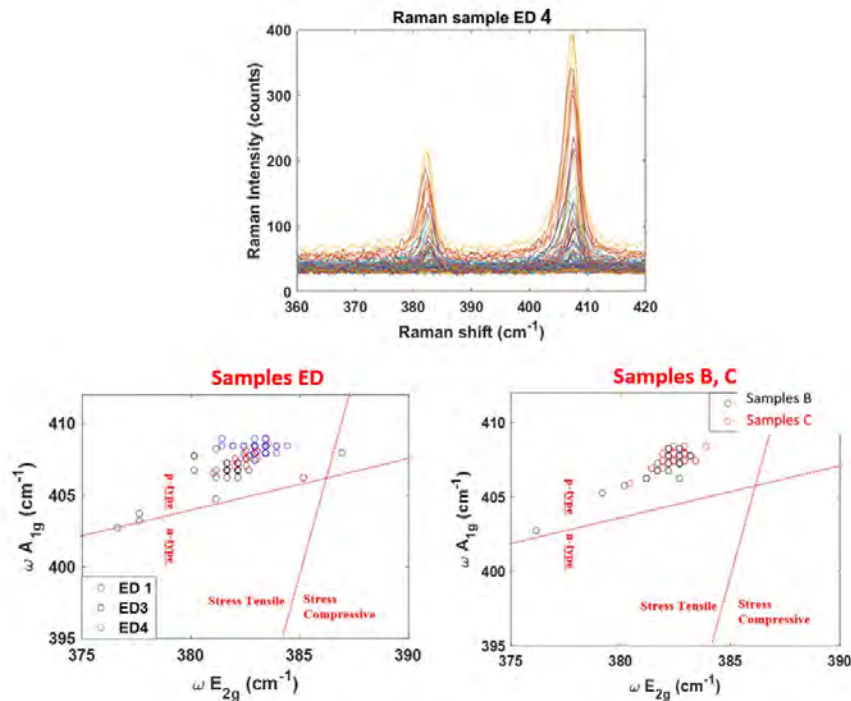 Raman sample ED 4
400
300
200
100
0
Raman Intensity (counts)
360 370 380 390 400 410 420
Raman shift (cm-1)
Samples ED
410
405
400
395
ω A1g (cm-1)
p-type
n-type
ED 1
ED3
ED4
Stress Tensile
Stress Compressive
375 380 385 390
ω E2g (cm-1)
Samples B, C
Samples B
Samples C
410
405
400
395
ω A1g (cm-1)
p-type
n-type
Stress Tensile
Stress Compressive
375 380 385 390
ω E2g (cm-1)